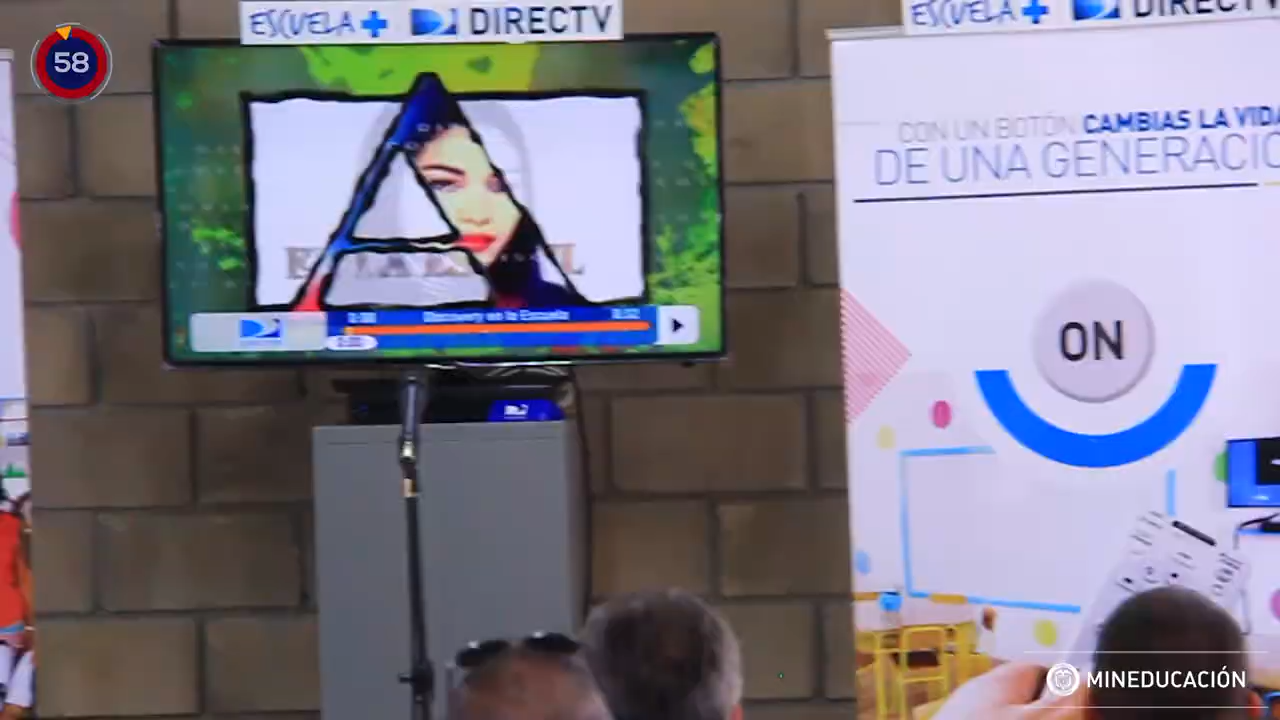 ESCUELA+ DIRECTV
ESCUELA+ DIRECTV
58
CON UN BOTÓN CAMBIAS LA VIDA
DE UNA GENERACIO
Discovery en la Escuela
ON
MINEDUCACIÓN